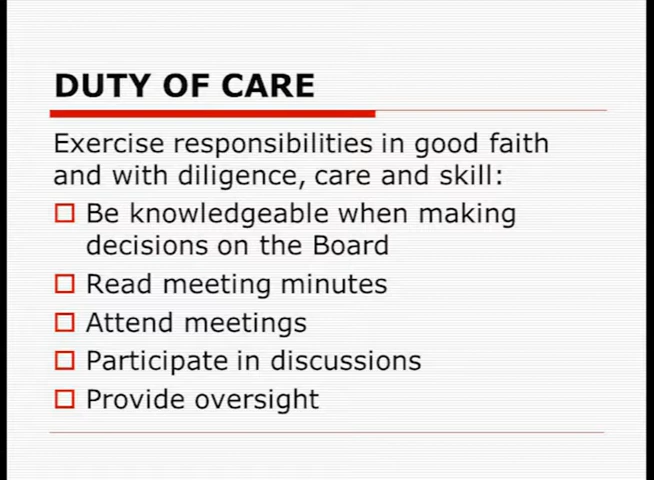 DUTY OF CARE
Exercise responsibilities in good faith
and with diligence, care and skill:
Be knowledgeable when making
decisions on the Board
Read meeting minutes
Attend meetings
Participate in discussions
Provide oversight